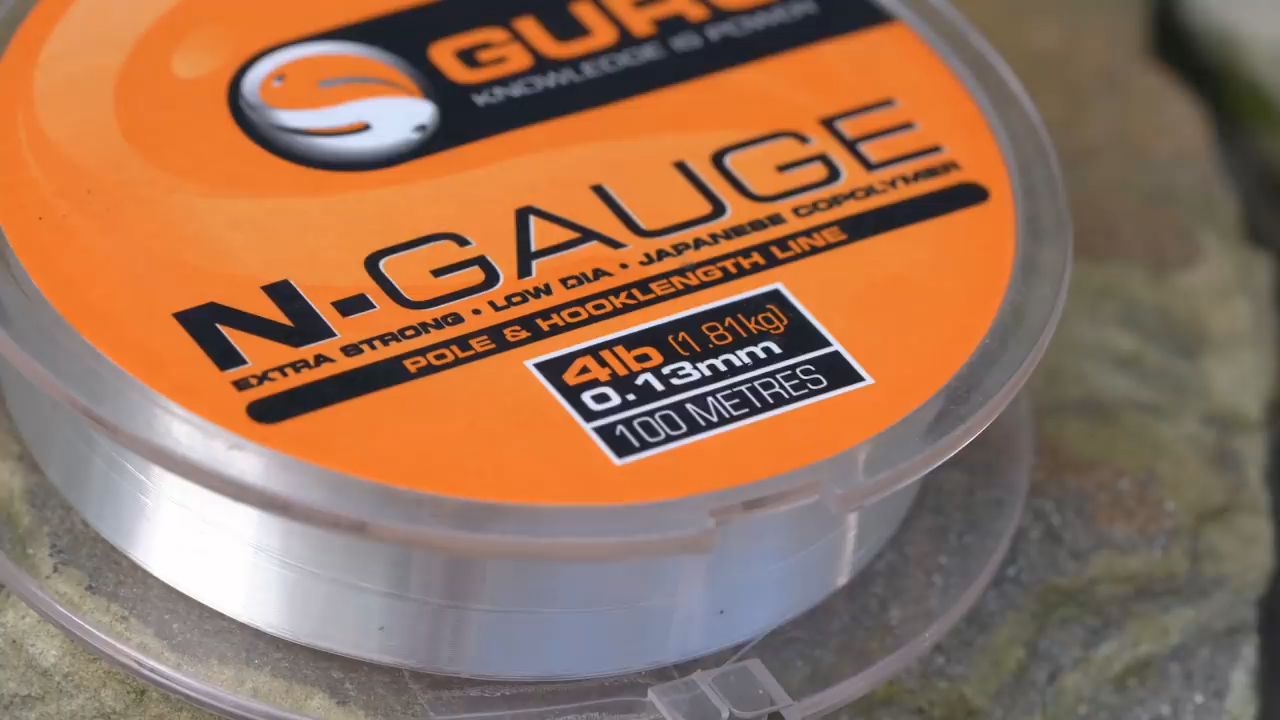 GURU
KNOWLEDGE IS POWER
N-GAUGE
EXTRA STRONG • LOW DIA • JAPANESE COPOLYMER
POLE & HOOKLENGTH LINE
4lb (1.81kg)
0.13mm
100 METRES